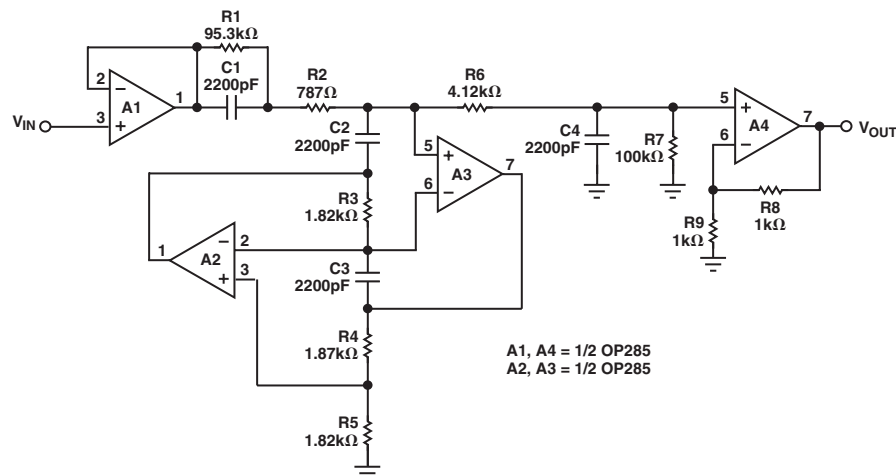 R1
95.3kΩ
C1
2200pF
2
3
A1
1
VIN
R2
787Ω
R6
4.12kΩ
C2
2200pF
5
6
A3
7
C4
2200pF
R7
100kΩ
5
6
A4
7
VOUT
R8
1kΩ
R9
1kΩ
R3
1.82kΩ
1
A2
2
3
C3
2200pF
R4
1.87kΩ
R5
1.82kΩ
A1, A4 = 1/2 OP285
A2, A3 = 1/2 OP285